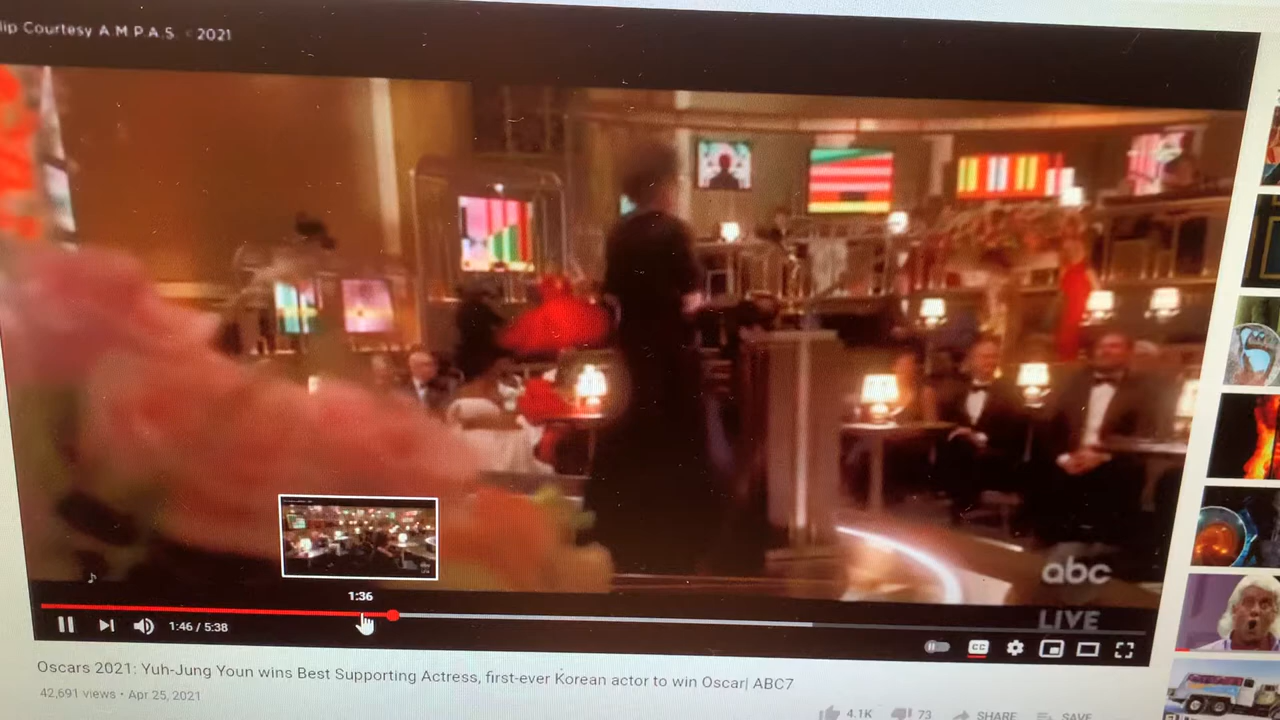 lip Courtesy A.M.P.A.S. © 2021
abc
LIVE
1:36
1:46 / 5:38
CC
Oscars 2021: Yuh-Jung Youn wins Best Supporting Actress, first-ever Korean actor to win Oscar| ABC7
42,691 views • Apr 25, 2021
4.1K
73
SHARE
SAVE